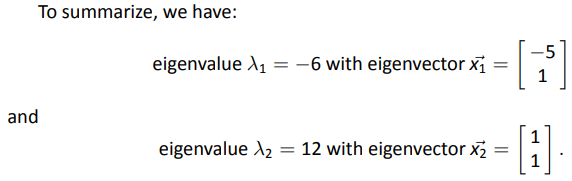 To summarize, we have:
eigenvalue λ₁ = −6 with eigenvector x⃗₁ = [−5 1]
and
eigenvalue λ₂ = 12 with eigenvector x⃗₂ = [1 1].